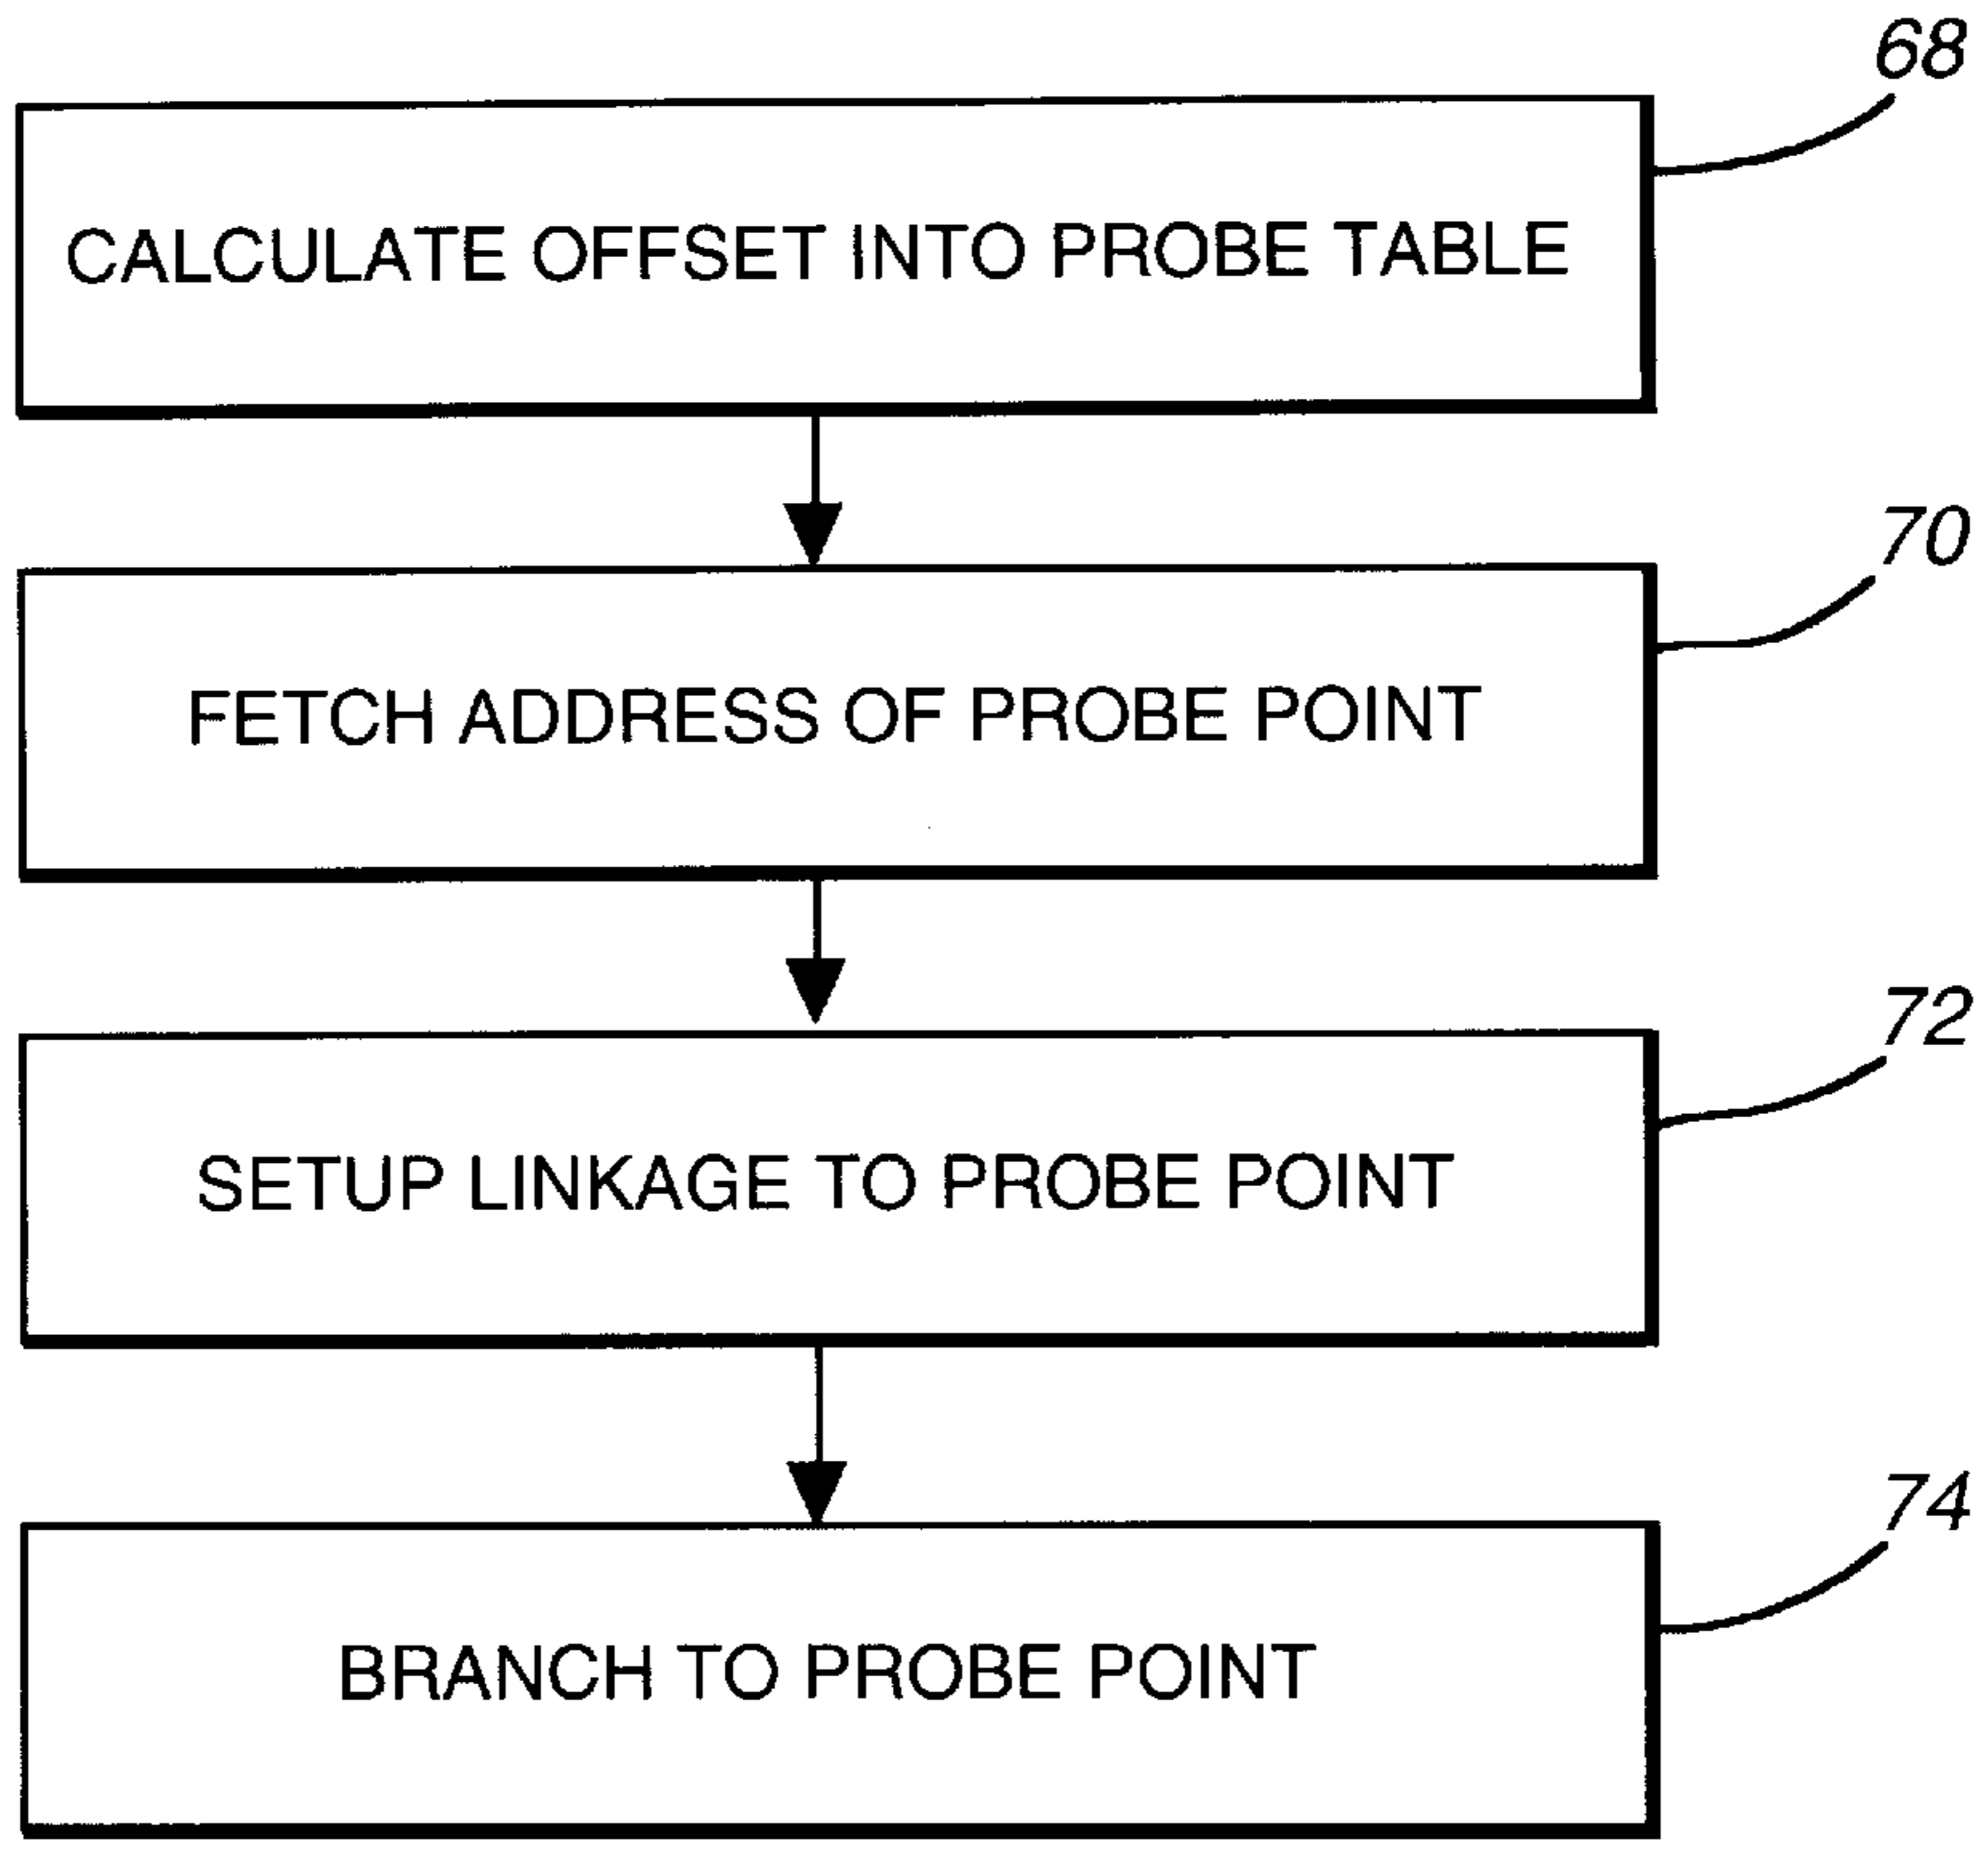 68
CALCULATE OFFSET INTO PROBE TABLE
70
FETCH ADDRESS OF PROBE POINT
72
SETUP LINKAGE TO PROBE POINT
74
BRANCH TO PROBE POINT